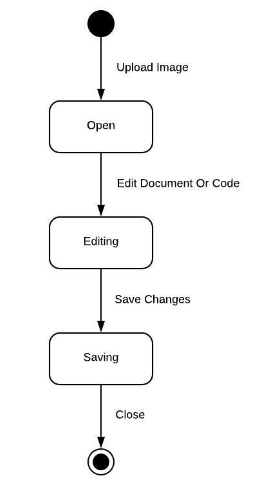 Upload Image
Open
Edit Document Or Code
Editing
Save Changes
Saving
Close